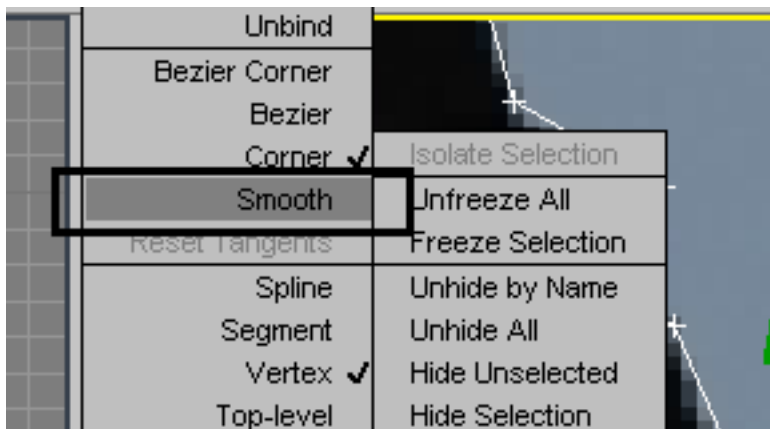 Unbind
Bezier Corner
Bezier
Corner
Smooth
Reset Tangents
Spline
Segment
Vertex
Top-level
Isolate Selection
Unfreeze All
Freeze Selection
Unhide by Name
Unhide All
Hide Unselected
Hide Selection